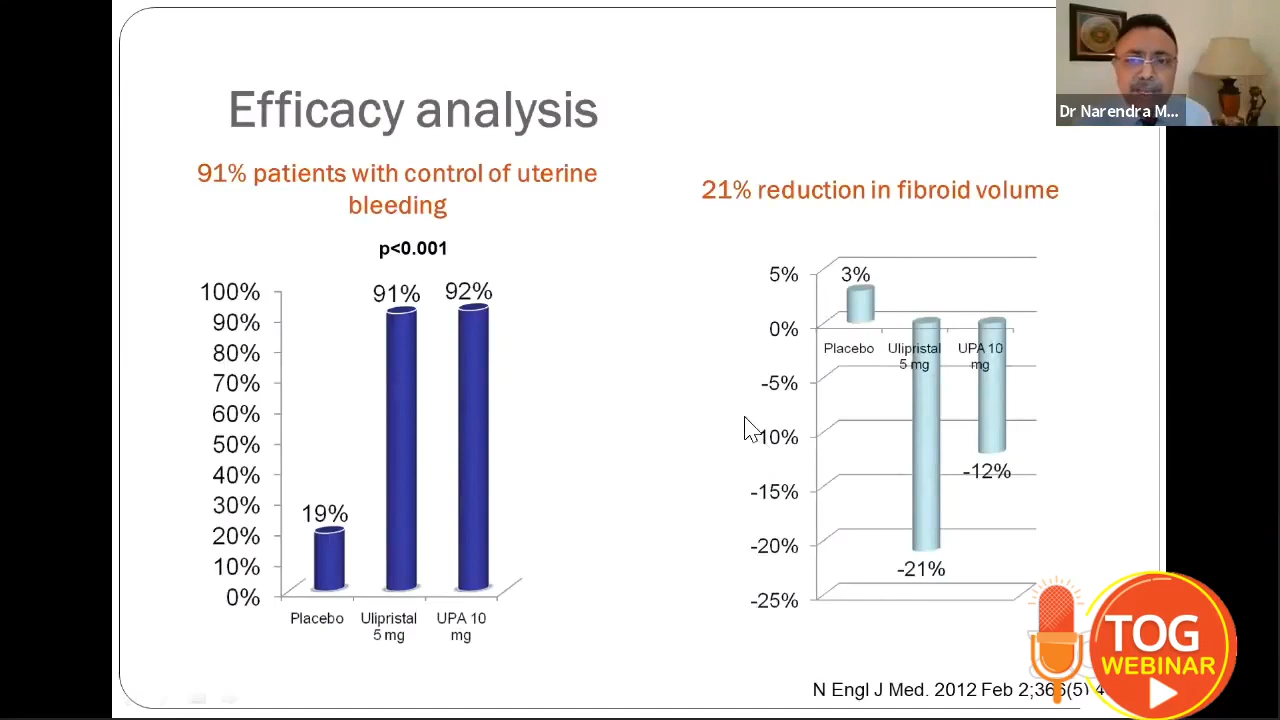 Efficacy analysis
Dr Narendra M...
91% patients with control of uterine
bleeding
p<0.001
100%
90%
80%
70%
60%
50%
40%
30%
20%
10%
0%
19%
91%
92%
Placebo
Ulipristal
5 mg
UPA 10
mg
21% reduction in fibroid volume
5%
0%
-5%
-10%
-15%
-20%
-25%
3%
Placebo
Ulipristal
5 mg
UPA 10
mg
-21%
-12%
N Engl J Med. 2012 Feb 2;366(5)
TOG
WEBINAR